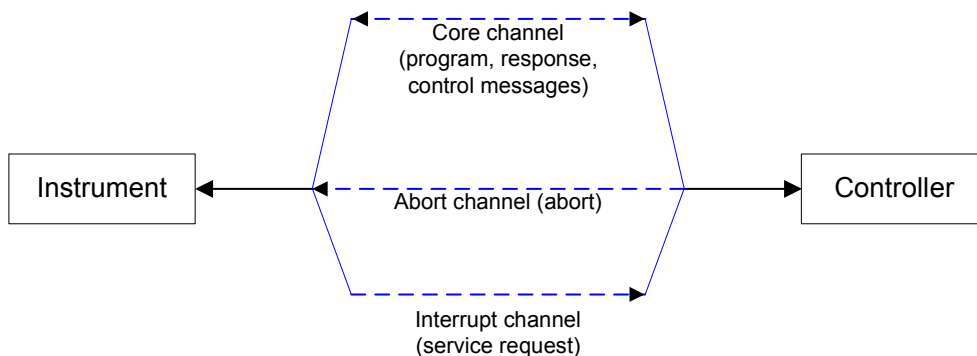 Core channel
(program, response,
control messages)
Instrument
Controller
Abort channel (abort)
Interrupt channel
(service request)